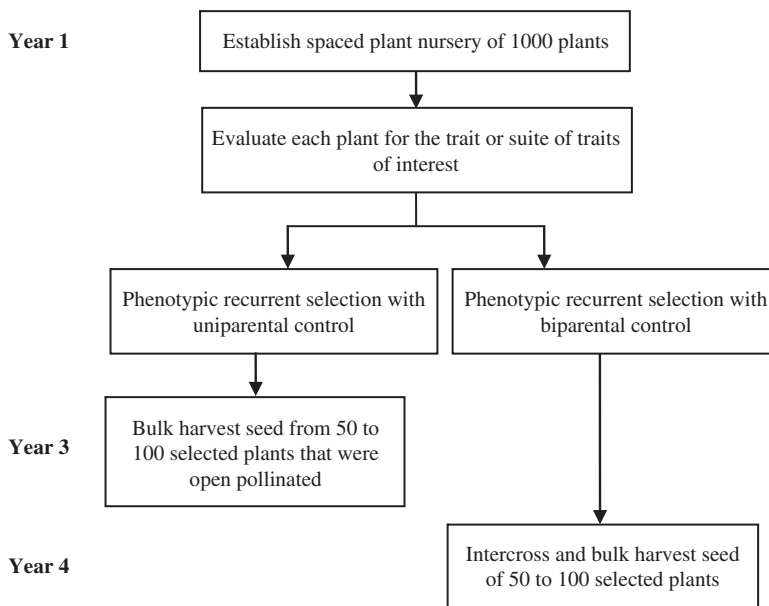 Year 1
Establish spaced plant nursery of 1000 plants
Evaluate each plant for the trait or suite of traits
of interest
Phenotypic recurrent selection with
uniparental control
Phenotypic recurrent selection with
biparental control
Year 3
Bulk harvest seed from 50 to
100 selected plants that were
open pollinated
Year 4
Intercross and bulk harvest seed
of 50 to 100 selected plants